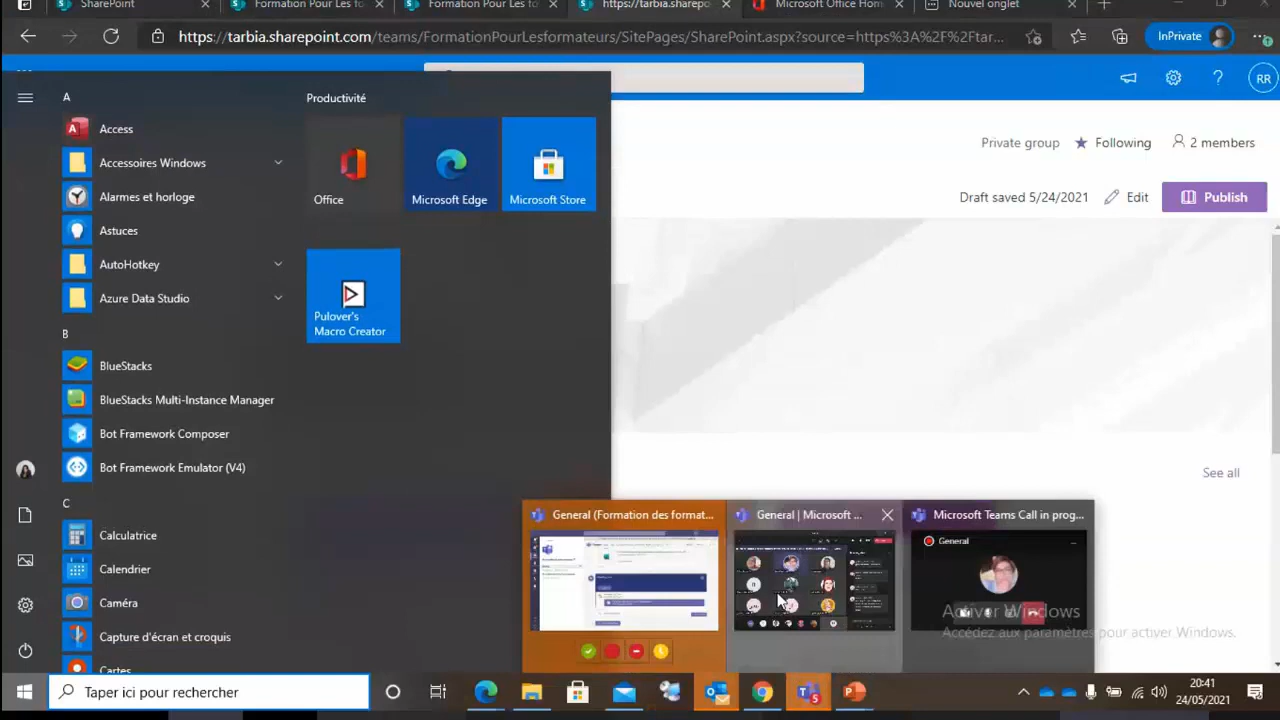 SharePoint
Formation Pour Les fo
Formation Pour Les fo
https://tarbia.sharepo
Microsoft Office Hom
Nouvel onglet
https://tarbia.sharepoint.com/teams/FormationPourLesformateurs/SitePages/SharePoint.aspx?source=https%3A%2F%2Ftar...
InPrivate
RR
Private group
Following
2 members
Draft saved 5/24/2021
Edit
Publish
See all
A
Access
Accessoires Windows
Alarmes et horloge
Astuces
AutoHotkey
Azure Data Studio
B
BlueStacks
BlueStacks Multi-Instance Manager
Bot Framework Composer
Bot Framework Emulator (V4)
C
Calculatrice
Calendrier
Caméra
Capture d'écran et croquis
Cartes
Productivité
Office
Microsoft Edge
Microsoft Store
Pulover's
Macro Creator
General (Formation des format...
General | Microsoft ...
Microsoft Teams Call in prog...
General
Activer Windows
Accédez aux paramètres pour activer Windows.
Taper ici pour rechercher
5
20:41
24/05/2021